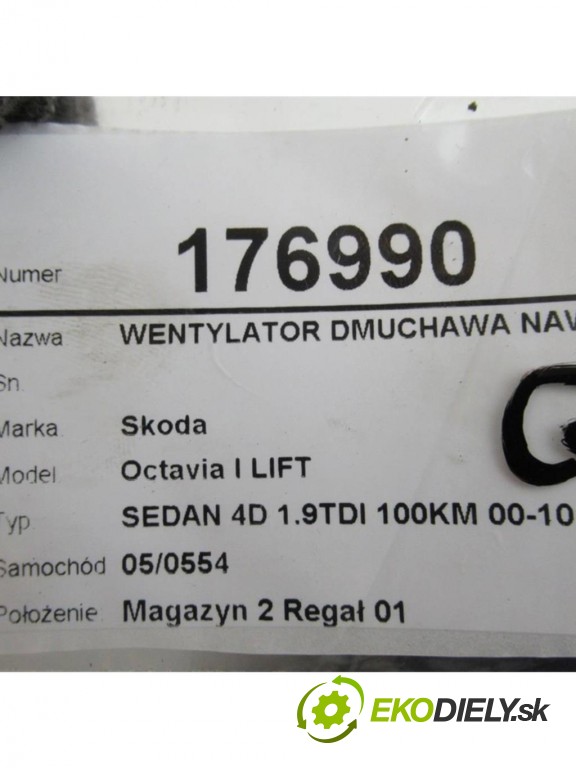 Numer 176990
Nazwa WENTYLATOR DMUCHAWA NAW
Sn.
Marka Skoda
Model Octavia I LIFT
Typ SEDAN 4D 1.9TDI 100KM 00-10
Samochód 05/0554
Położenie Magazyn 2 Regał 01
EKODIELY.sk